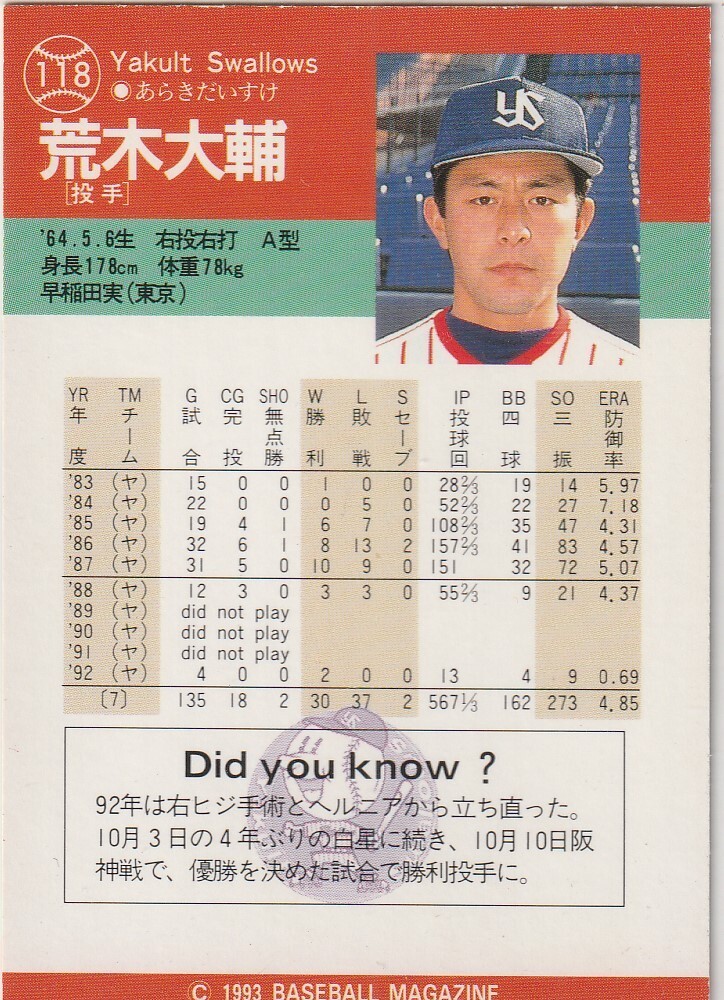 118
Yakult Swallows
●あらきだいすけ
荒木大輔
[投手]
'64.5.6生 右投右打 A型
身長178cm 体重78kg
早稲田実(東京)
YS
YR TM G CG SHO W L S IP BB SO ERA
年度 チーム 試合 完投 無点勝 勝利 敗戦 セーブ 投球回 四球 三振 防御率
'83 (ヤ) 15 0 0 1 0 0 28⅔ 19 14 5.97
'84 (ヤ) 22 0 0 0 5 0 52⅔ 22 27 7.18
'85 (ヤ) 19 4 1 6 7 0 108⅔ 35 47 4.31
'86 (ヤ) 32 6 1 8 13 2 157⅔ 41 83 4.57
'87 (ヤ) 31 5 0 10 9 0 151 32 72 5.07
'88 (ヤ) 12 3 0 3 3 0 55⅔ 9 21 4.37
'89 (ヤ) did not play
'90 (ヤ) did not play
'91 (ヤ) did not play
'92 (ヤ) 4 0 0 2 0 0 13 4 9 0.69
〔7〕 135 18 2 30 37 2 567⅓ 162 273 4.85
Did you know ?
92年は右ヒジ手術とヘルニアから立ち直った。
10月3日の4年ぶりの白星に続き、10月10日阪
神戦で、優勝を決めた試合で勝利投手に。
© 1993 BASEBALL MAGAZINE